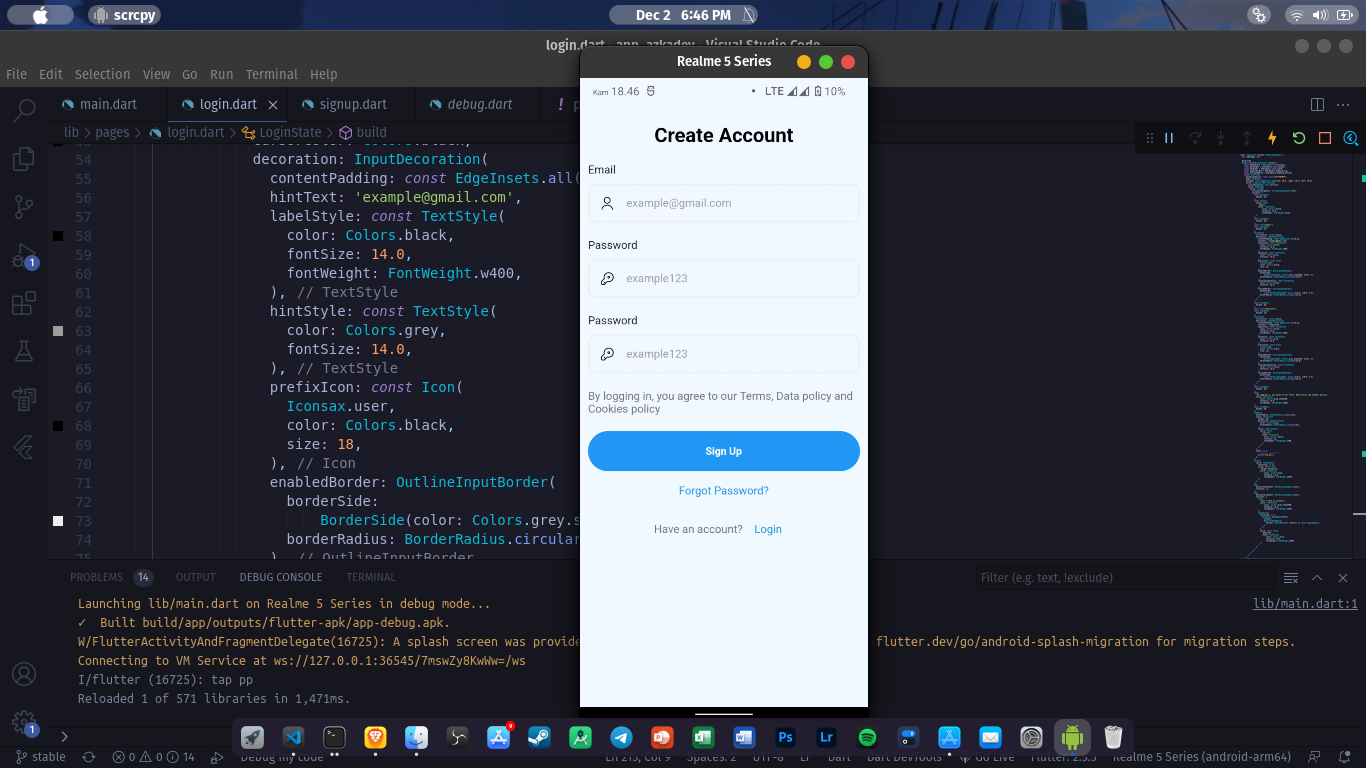 scrcpy
Dec 2 6:46 PM
login.dart - app_azkadev - Visual Studio Code
File Edit Selection View Go Run Terminal Help
main.dart
login.dart
signup.dart
debug.dart
lib > pages > login.dart > LoginState > build
54 decoration: InputDecoration(
55 contentPadding: const EdgeInsets.all(
56 hintText: 'example@gmail.com',
57 labelStyle: const TextStyle(
58 color: Colors.black,
59 fontSize: 14.0,
60 fontWeight: FontWeight.w400,
61 ), // TextStyle
62 hintStyle: const TextStyle(
63 color: Colors.grey,
64 fontSize: 14.0,
65 ), // TextStyle
66 prefixIcon: const Icon(
67 Iconsax.user,
68 color: Colors.black,
69 size: 18,
70 ), // Icon
71 enabledBorder: OutlineInputBorder(
72 borderSide:
73 BorderSide(color: Colors.grey.s
74 borderRadius: BorderRadius.circular
75 ), // OutlineInputBorder
Realme 5 Series
Kam 18.46
LTE
10%
Create Account
Email
example@gmail.com
Password
example123
Password
example123
By logging in, you agree to our Terms, Data policy and
Cookies policy
Sign Up
Forgot Password?
Have an account? Login
1
PROBLEMS 14 OUTPUT DEBUG CONSOLE TERMINAL
Filter (e.g. text, !exclude)
Launching lib/main.dart on Realme 5 Series in debug mode...
lib/main.dart:1
✓ Built build/app/outputs/flutter-apk/app-debug.apk.
W/FlutterActivityAndFragmentDelegate(16725): A splash screen was provide
flutter.dev/go/android-splash-migration for migration steps.
Connecting to VM Service at ws://127.0.0.1:36545/7mswZy8KwWw=/ws
I/flutter (16725): tap pp
Reloaded 1 of 571 libraries in 1,471ms.
1
9
Ps
Lr
stable
0 0 14
Debug my code
Ln 215, Col 9
Spaces: 2
UTF-8
LF
Dart
Dart DevTools
Go Live
Flutter: 2.5.3
Realme 5 Series (android-arm64)